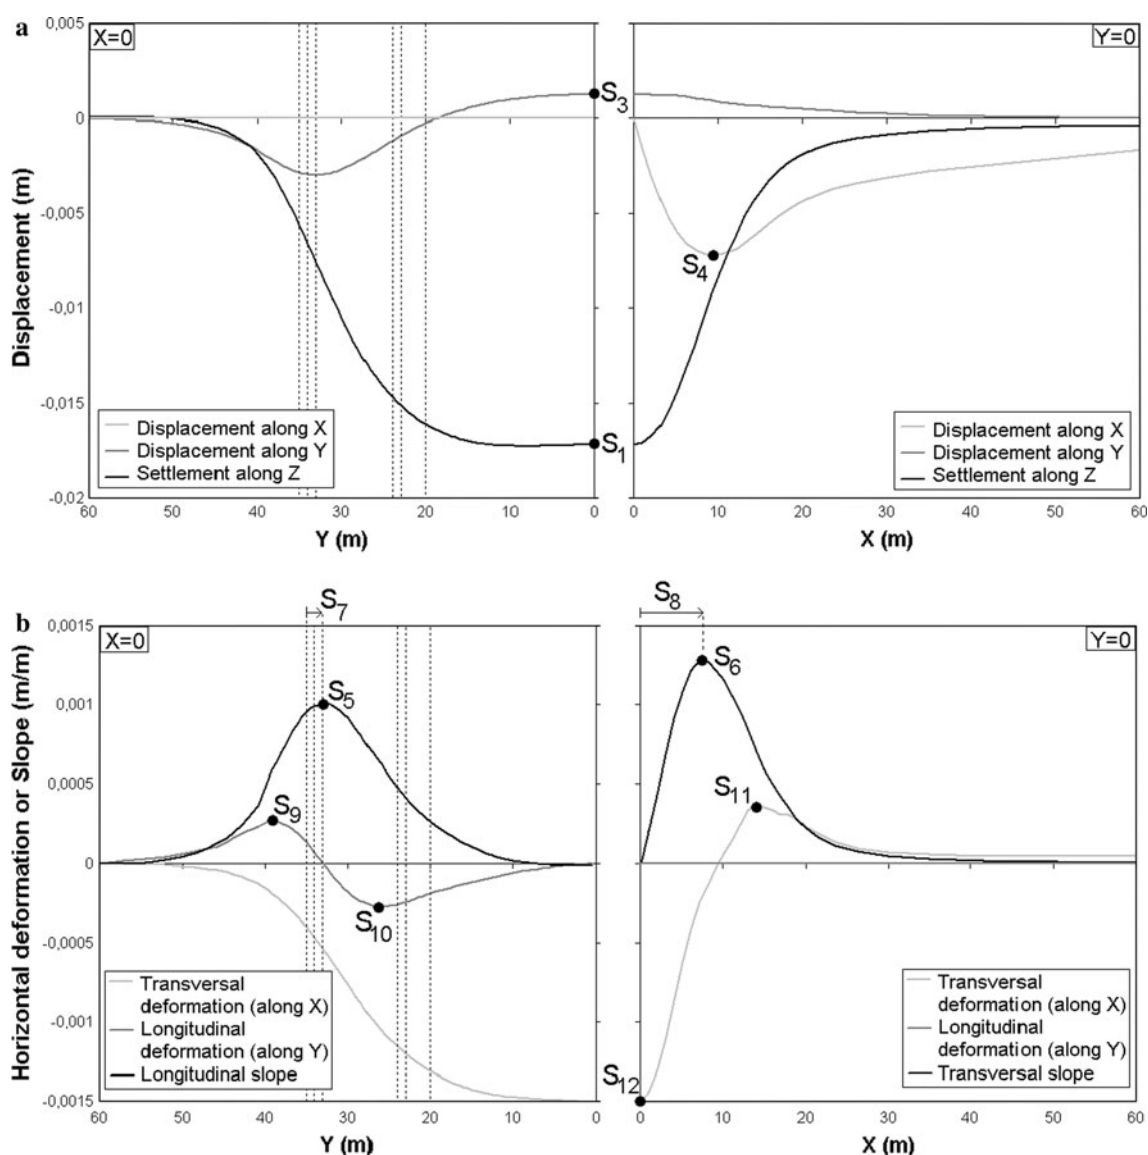 a
X=0
Y=0
0,005
0
-0,005
-0,01
-0,015
-0,02
Displacement (m)
S3
S4
S1
Displacement along X
Displacement along Y
Settlement along Z
Displacement along X
Displacement along Y
Settlement along Z
60 50 40 30 20 10 0
0 10 20 30 40 50 60
Y (m)
X (m)
b
S7
S8
X=0
Y=0
0,0015
0,001
0,0005
0
-0,0005
-0,001
-0,0015
Horizontal deformation or Slope (m/m)
S5
S6
S9
S11
S10
S12
Transversal
deformation (along X)
Longitudinal
deformation (along Y)
Longitudinal slope
Transversal
deformation (along X)
Longitudinal
deformation (along Y)
Transversal slope
60 50 40 30 20 10 0
0 10 20 30 40 50 60
Y (m)
X (m)